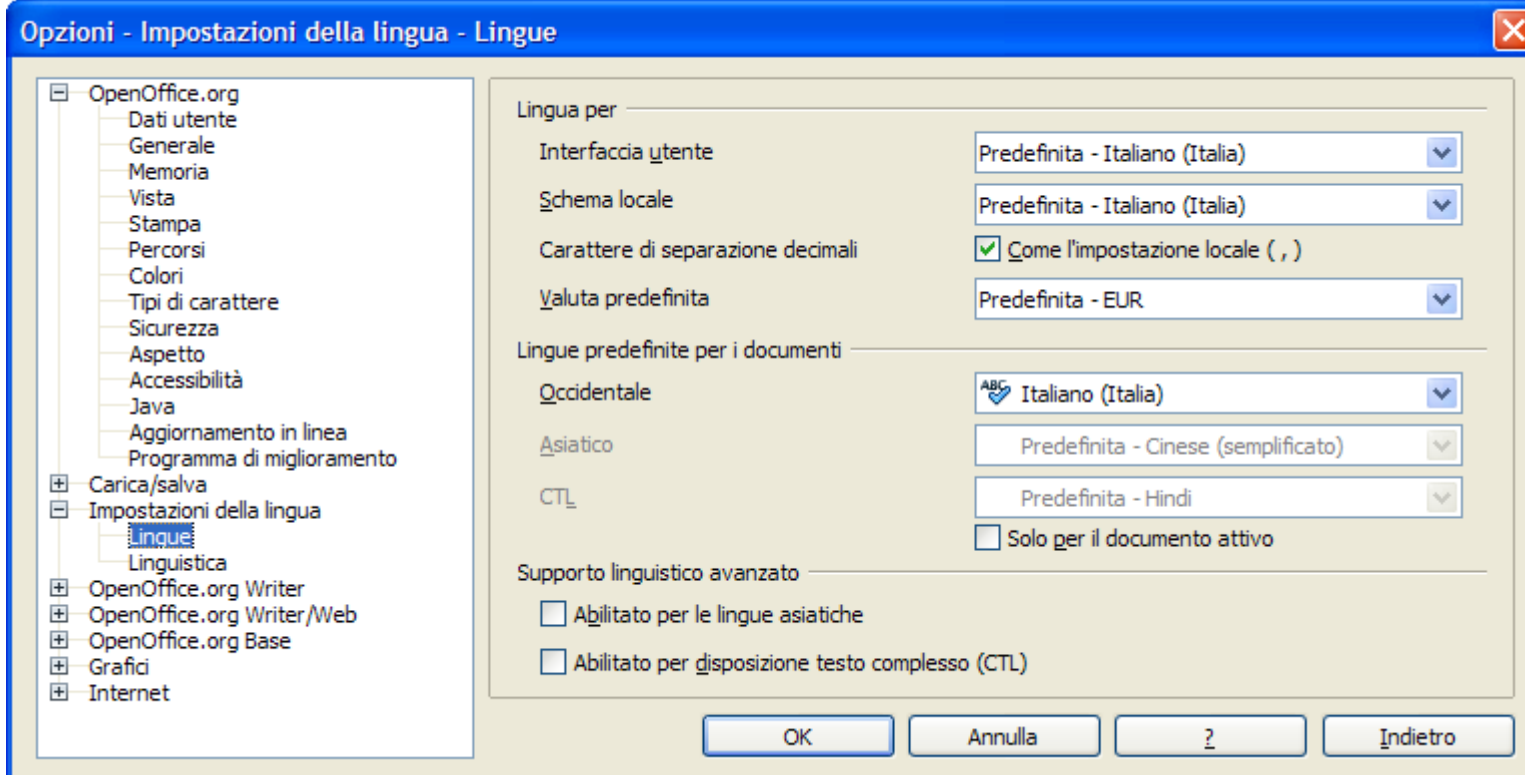 Opzioni - Impostazioni della lingua - Lingue
OpenOffice.org
Dati utente
Generale
Memoria
Vista
Stampa
Percorsi
Colori
Tipi di carattere
Sicurezza
Aspetto
Accessibilità
Java
Aggiornamento in linea
Programma di miglioramento
Carica/salva
Impostazioni della lingua
Lingue
Linguistica
OpenOffice.org Writer
OpenOffice.org Writer/Web
OpenOffice.org Base
Grafici
Internet
Lingua per
Interfaccia utente Predefinita - Italiano (Italia)
Schema locale Predefinita - Italiano (Italia)
Carattere di separazione decimali Come l'impostazione locale ( , )
Valuta predefinita Predefinita - EUR
Lingue predefinite per i documenti
Occidentale ABC Italiano (Italia)
Asiatico Predefinita - Cinese (semplificato)
CTL Predefinita - Hindi
Solo per il documento attivo
Supporto linguistico avanzato
Abilitato per le lingue asiatiche
Abilitato per disposizione testo complesso (CTL)
OK Annulla ? Indietro